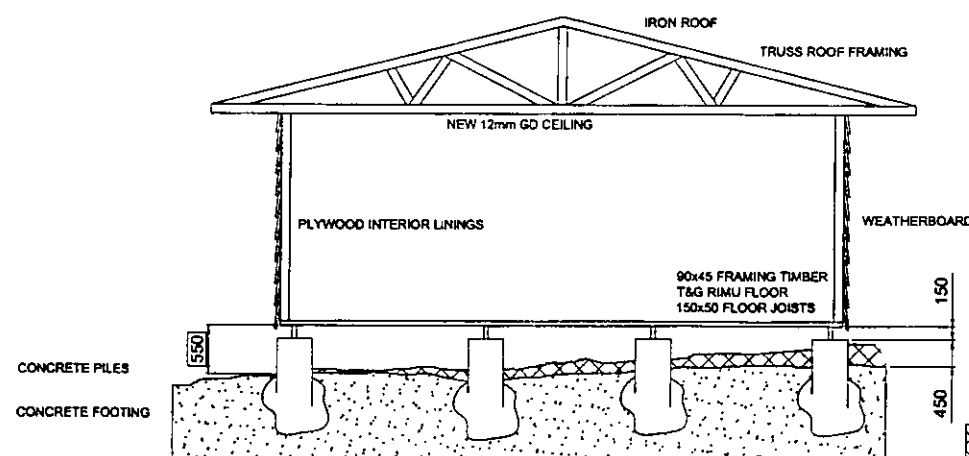 IRON ROOF
TRUSS ROOF FRAMING
NEW 12mm GD CEILING
PLYWOOD INTERIOR LININGS
WEATHERBOARD
90x45 FRAMING TIMBER
T&G RIMU FLOOR
150x50 FLOOR JOISTS
150
550
CONCRETE PILES
450
CONCRETE FOOTING